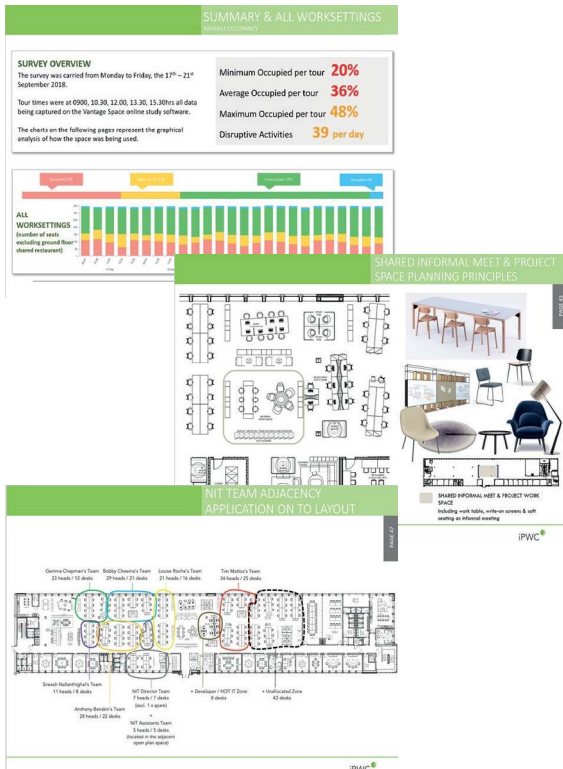 SUMMARY & ALL WORKSETTINGS
AVERAGE OCCUPANCY
SURVEY OVERVIEW
The survey was carried from Monday to Friday, the 17th – 21st
September 2018.
Tour times were at 0900, 10.30, 12.00, 13.30, 15.30hrs all data
being captured on the Vantage Space online study software.
The charts on the following pages represent the graphical
analysis of how the space was being used.
Minimum Occupied per tour 20%
Average Occupied per tour 36%
Maximum Occupied per tour 48%
Disruptive Activities 39 per day
ALL
WORKSETTINGS
(number of seats
excluding ground floor
shared restaurant)
SHARED INFORMAL MEET & PROJECT
SPACE PLANNING PRINCIPLES
SHARED INFORMAL MEET & PROJECT WORK
SPACE
Including work table, write-on screens & soft
seating as informal meeting
iPWC
NIT TEAM ADJACENCY
APPLICATION ON TO LAYOUT
PAGE 47
Gemma Chapman's Team
23 heads / 12 desks
Bobby Cheema's Team
29 heads / 21 desks
Louise Roche's Team
21 heads / 16 desks
Tim Mattox's Team
34 heads / 25 desks
11 heads / 8 desks
28 heads / 22 desks
NIT Director Team
7 heads / 7 desks
(excl. 1 x spare)
+
NIT Assistants Team
5 heads / 5 desks
(located in the adjacent
open plan space)
+ Developer / HOT IT Zone
8 desks
+ Unallocated Zone
43 desks
iPWC